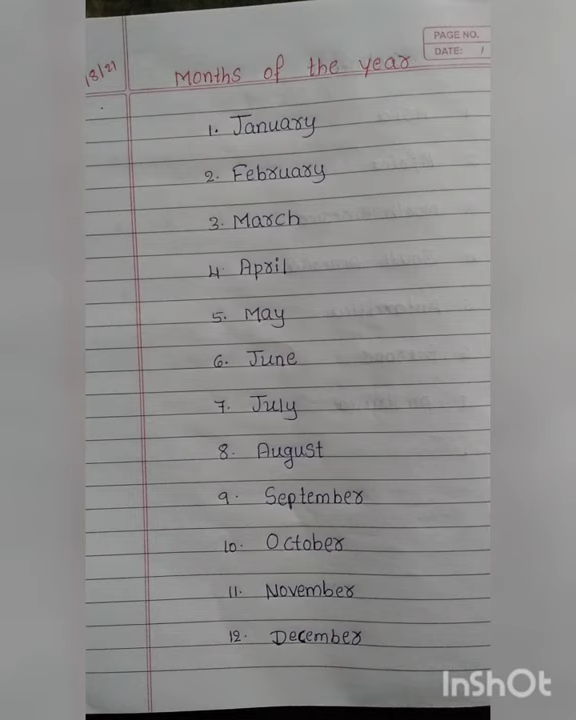 PAGE NO.
DATE: /
/8/21
Months of the year
1. January
2. February
3. March
4. April
5. May
6. June
7. July
8. August
9. September
10. October
11. November
12. December
InShOt